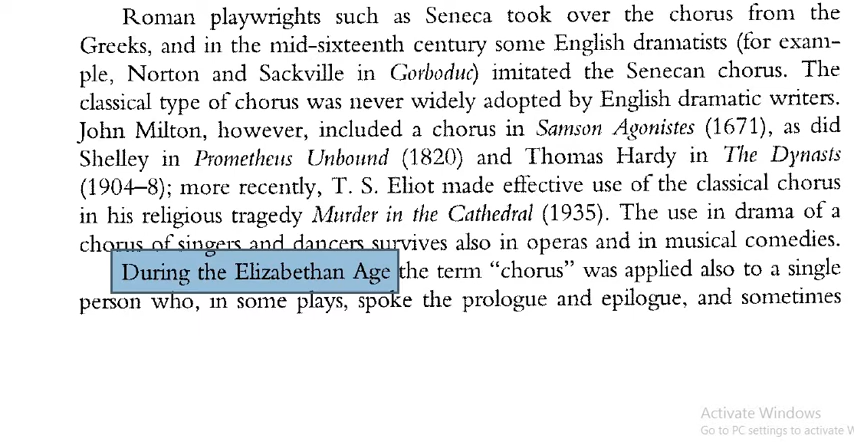 Roman playwrights such as Seneca took over the chorus from the
Greeks, and in the mid-sixteenth century some English dramatists (for exam-
ple, Norton and Sackville in Gorboduc) imitated the Senecan chorus. The
classical type of chorus was never widely adopted by English dramatic writers.
John Milton, however, included a chorus in Samson Agonistes (1671), as did
Shelley in Prometheus Unbound (1820) and Thomas Hardy in The Dynasts
(1904–8); more recently, T. S. Eliot made effective use of the classical chorus
in his religious tragedy Murder in the Cathedral (1935). The use in drama of a
chorus of singers and dancers survives also in operas and in musical comedies.
During the Elizabethan Age the term “chorus” was applied also to a single
person who, in some plays, spoke the prologue and epilogue, and sometimes
Activate Windows
Go to PC settings to activate W